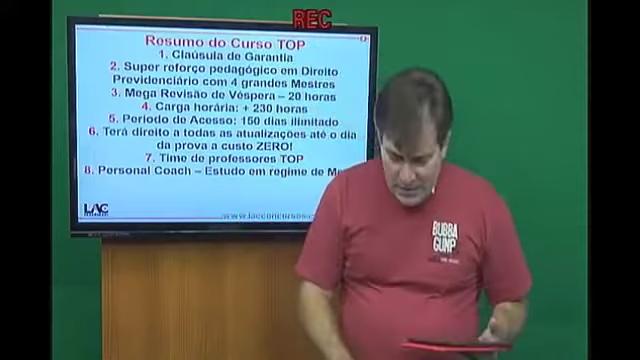 REC
Resumo do Curso TOP
1. Claúsula de Garantia
2. Super reforço pedagógico em Direito
Previdenciário com 4 grandes Mestres
3. Mega Revisão de Véspera – 20 horas
4. Carga horária: + 230 horas
5. Período de Acesso: 150 dias ilimitado
6. Terá direito a todas as atualizações até o dia
da prova a custo ZERO!
7. Time de professores TOP
8. Personal Coach – Estudo em regime de M
LAC
www.lacconcursos.c
BUBBA
GUMP